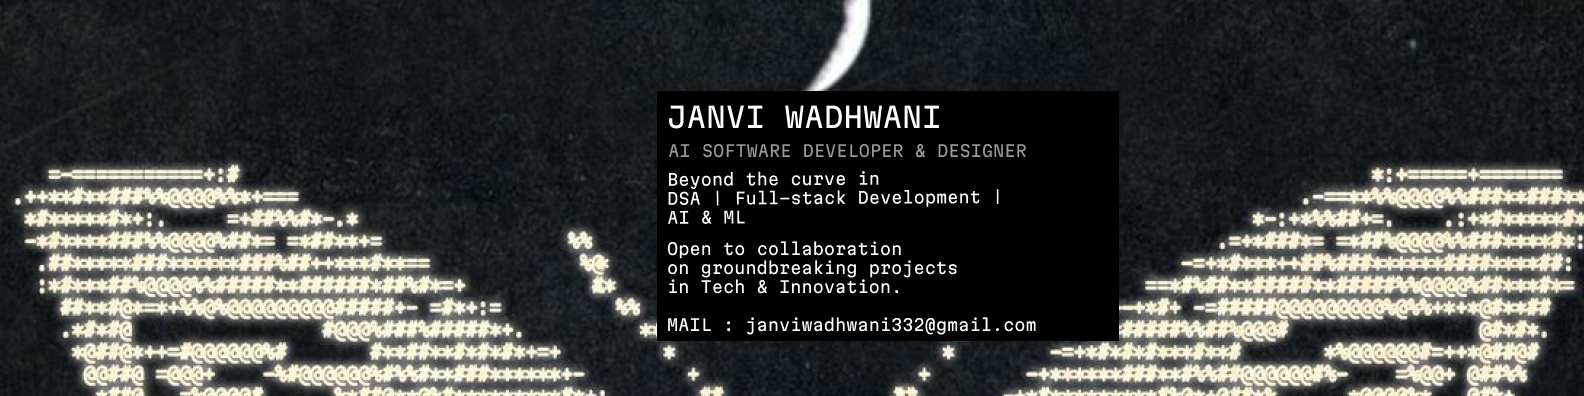 JANVI WADHWANI
AI SOFTWARE DEVELOPER & DESIGNER
Beyond the curve in
DSA | Full-stack Development |
AI & ML
Open to collaboration
on groundbreaking projects
in Tech & Innovation.
MAIL : janviwadhwani332@gmail.com